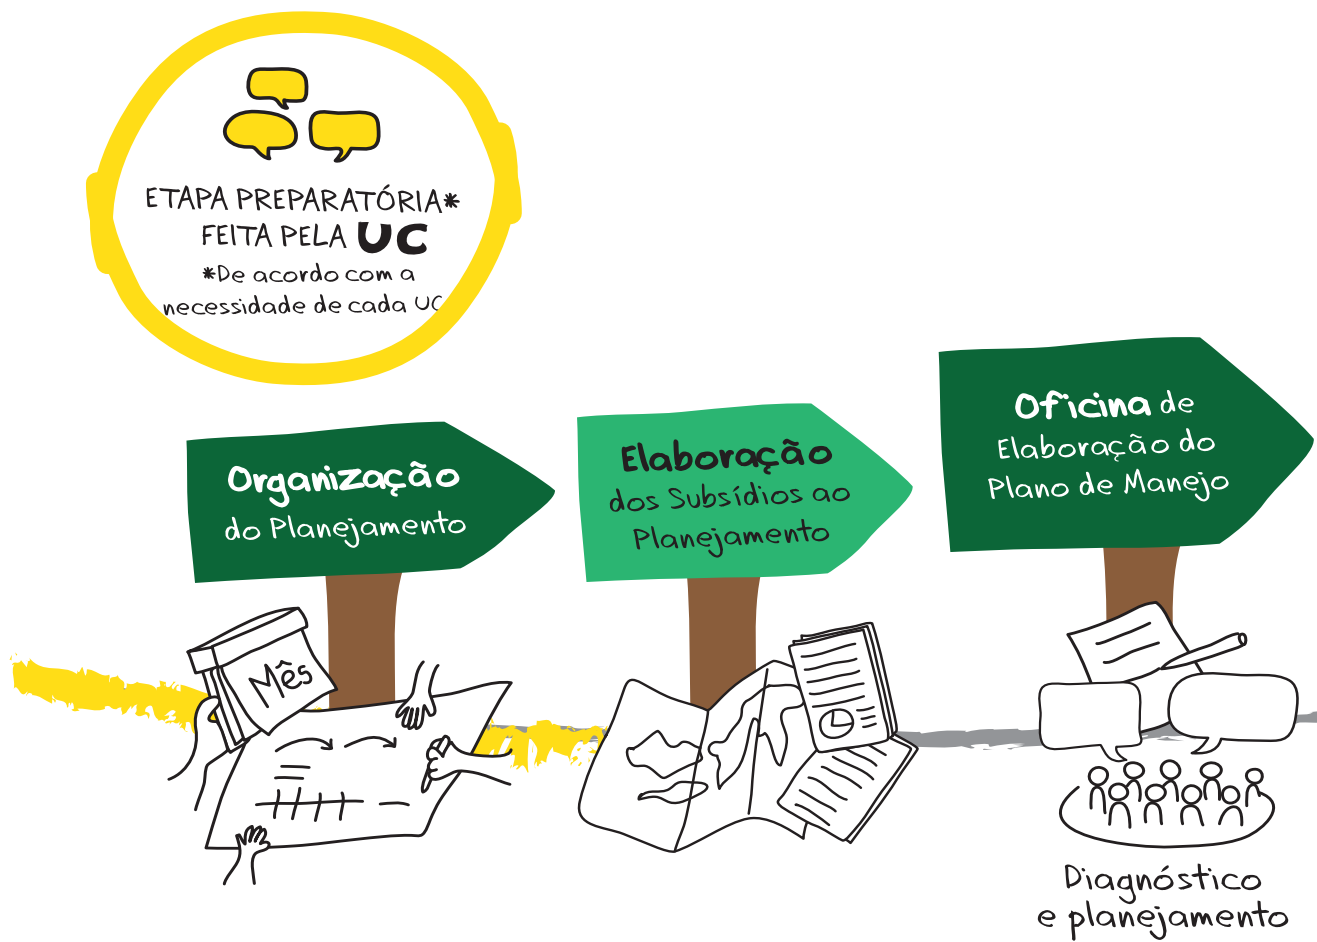 ETAPA PREPARATÓRIA*
FEITA PELA UC
*De acordo com a
necessidade de cada UC
Organização
do Planejamento
Elaboração
dos Subsídios ao
Planejamento
Oficina de
Elaboração do
Plano de Manejo
Mês
Diagnóstico
e planejamento